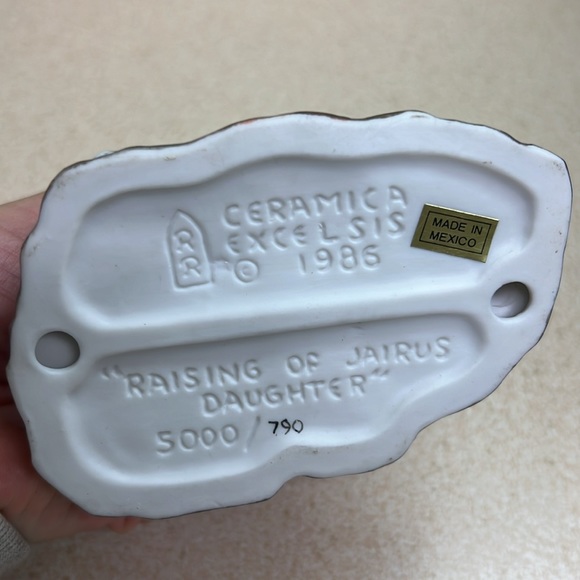 CERAMICA
EXCELSIS
© 1986
RR
MADE IN
MEXICO
"RAISING OF JAIRUS
DAUGHTER"
5000/790